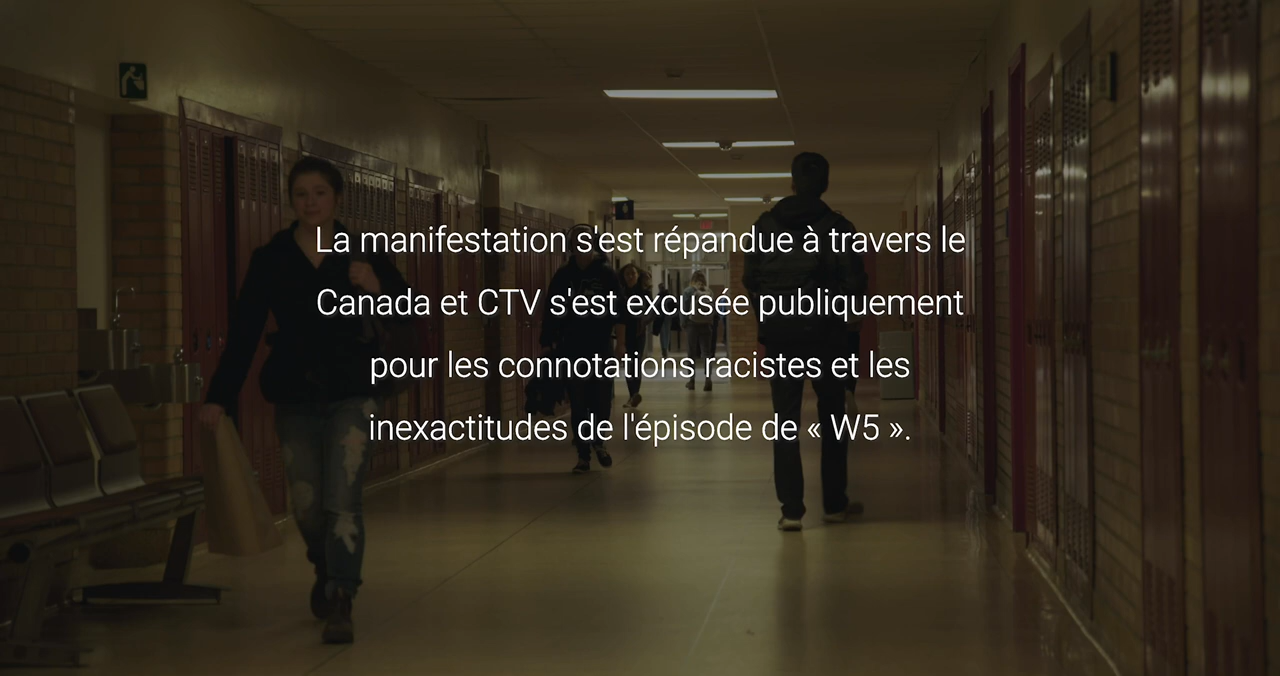 La manifestation s'est répandue à travers le
Canada et CTV s'est excusée publiquement
pour les connotations racistes et les
inexactitudes de l'épisode de « W5 ».